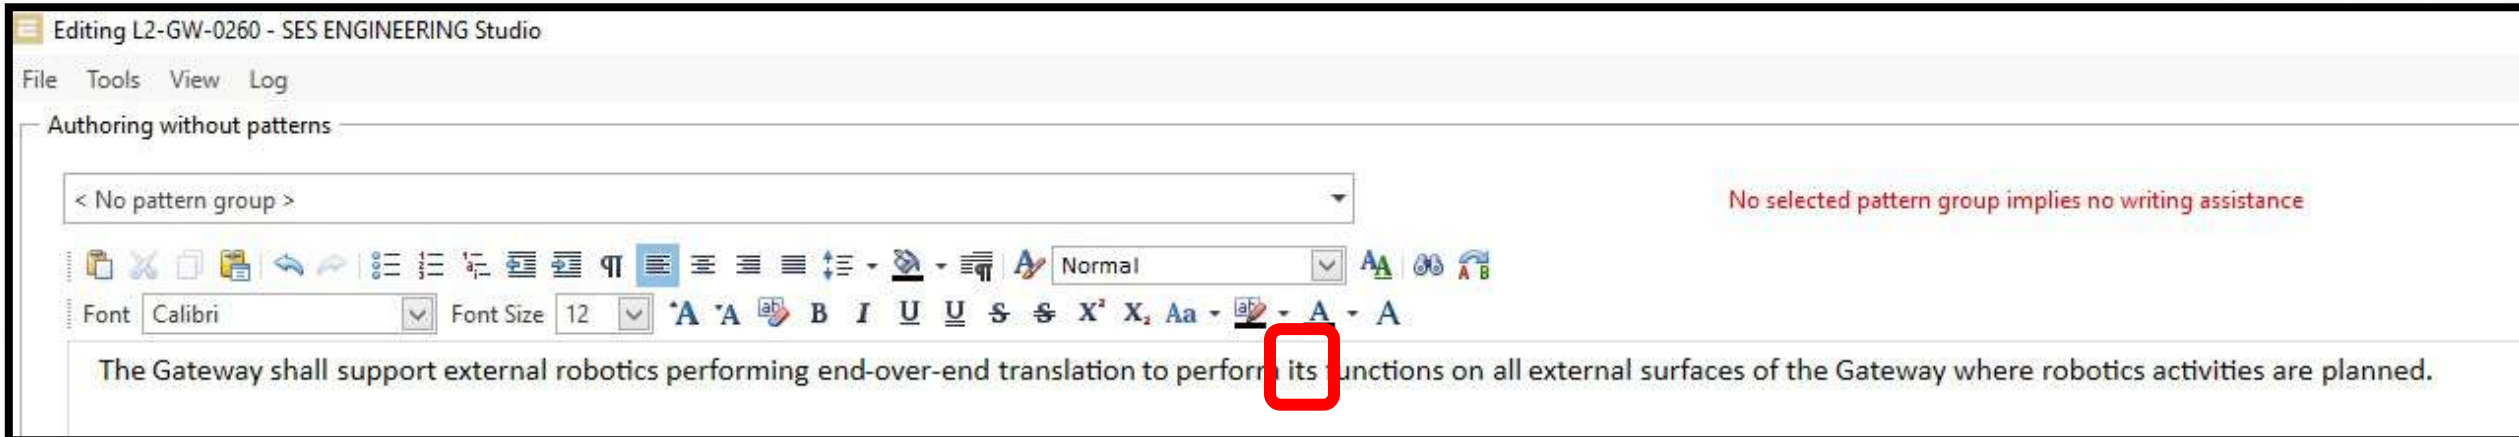 Editing L2-GW-0260 - SES ENGINEERING Studio
File Tools View Log
Authoring without patterns
< No pattern group >
No selected pattern group implies no writing assistance
Normal
Font Calibri Font Size 12
The Gateway shall support external robotics performing end-over-end translation to perform its functions on all external surfaces of the Gateway where robotics activities are planned.